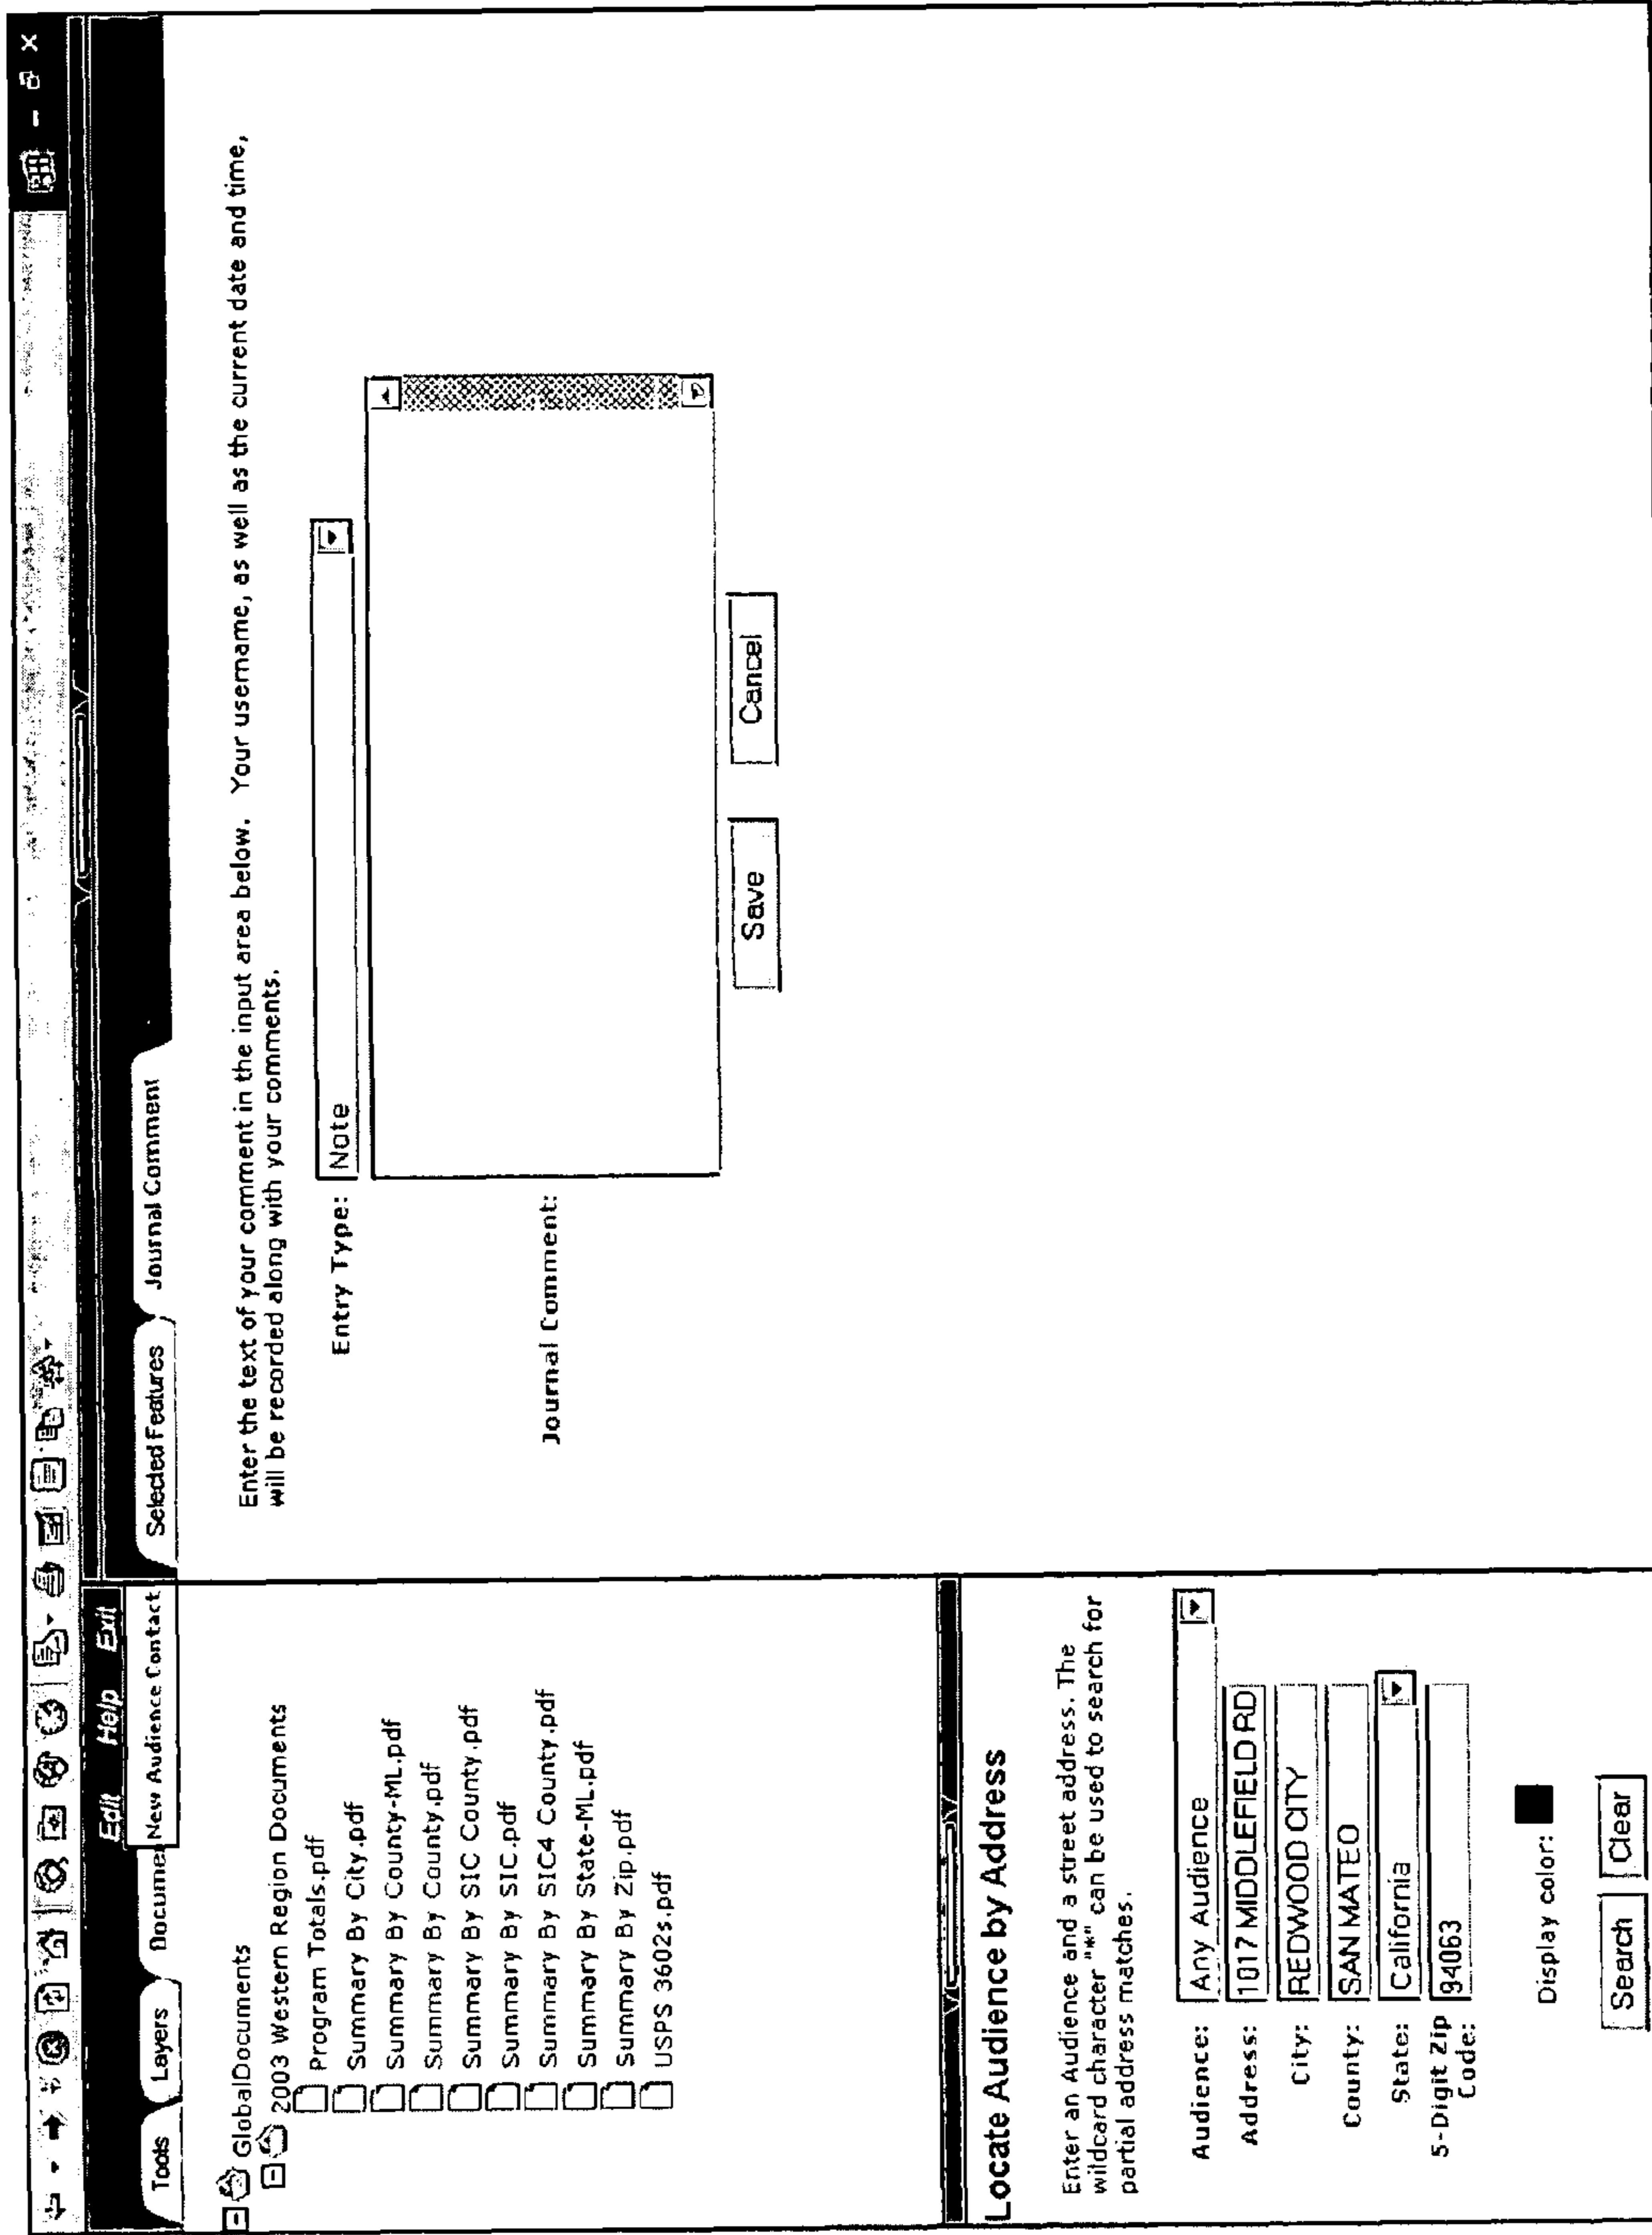 Edit Help Exit
Tools Layers Documen New Audience Contact
GlobalDocuments
2003 Western Region Documents
Program Totals.pdf
Summary By City.pdf
Summary By County-ML.pdf
Summary By County.pdf
Summary By SIC County.pdf
Summary By SIC.pdf
Summary By SIC4 County.pdf
Summary By State-ML.pdf
Summary By Zip.pdf
USPS 3602s.pdf
Locate Audience by Address
Enter an Audience and a street address. The
wildcard character "*" can be used to search for
partial address matches.
Audience: Any Audience
Address: 1017 MIDDLEFIELD RD
City: REDWOOD CITY
County: SAN MATEO
State: California
5-Digit Zip
Code: 94063
Display color:
Search Clear
Selected Features Journal Comment
Enter the text of your comment in the input area below. Your username, as well as the current date and time,
will be recorded along with your comments.
Entry Type: Note
Journal Comment:
Save Cancel